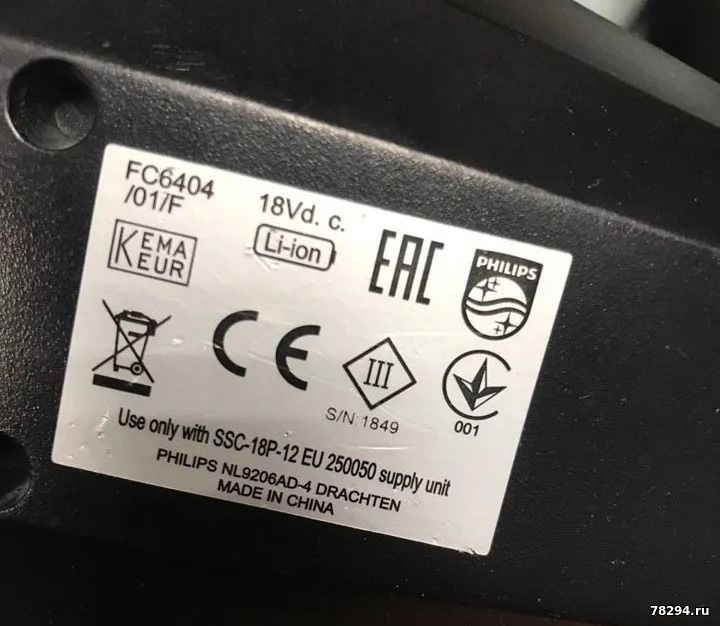 FC6404
/01/F
18Vd. c.
Li-ion
KEMA
EUR
EAC
PHILIPS
CE
III
S/N: 1849
001
Use only with SSC-18P-12 EU 250050 supply unit
PHILIPS NL9206AD-4 DRACHTEN
MADE IN CHINA
78294.ru